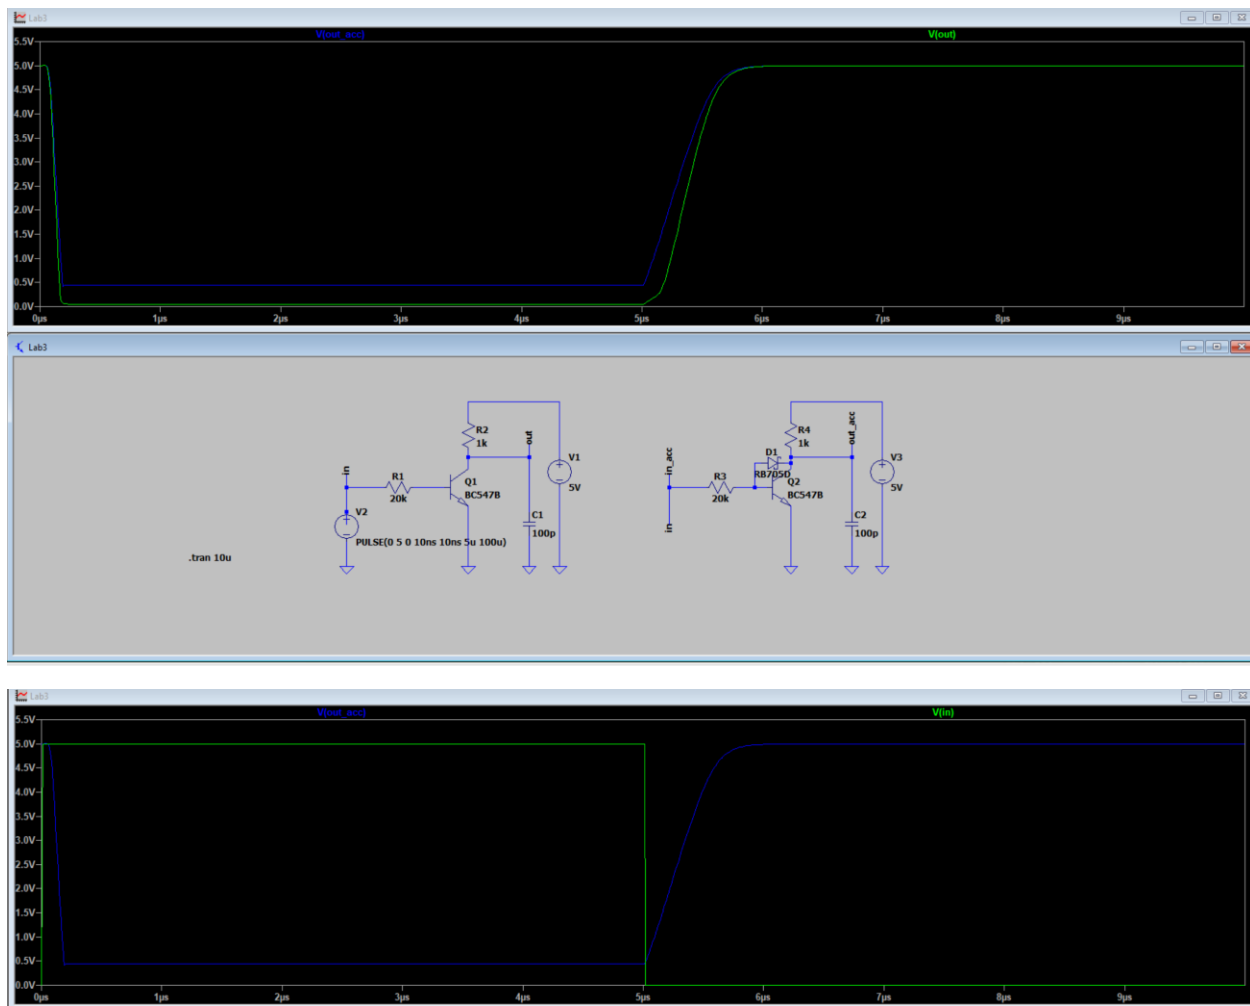 Lab3
V(out_acc) V(out)
5.5V
5.0V
4.5V
4.0V
3.5V
3.0V
2.5V
2.0V
1.5V
1.0V
0.5V
0.0V
0µs 1µs 2µs 3µs 4µs 5µs 6µs 7µs 8µs 9µs
Lab3
in
R1
20k
V2
PULSE(0 5 0 10ns 10ns 5u 100u)
.tran 10u
R2
1k
Q1
BC547B
out
C1
100p
V1
5V
in_acc
in
R3
20k
D1
RB705D
R4
1k
Q2
BC547B
out_acc
C2
100p
V3
5V
Lab3
V(out_acc) V(in)
5.5V
5.0V
4.5V
4.0V
3.5V
3.0V
2.5V
2.0V
1.5V
1.0V
0.5V
0.0V
0µs 1µs 2µs 3µs 4µs 5µs 6µs 7µs 8µs 9µs